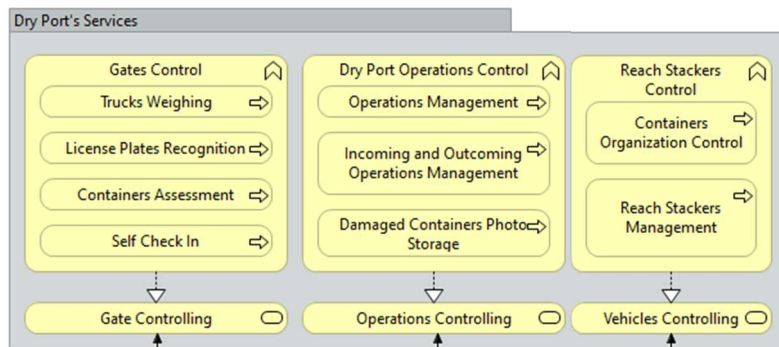 Dry Port's Services
Gates Control
Trucks Weighing
License Plates Recognition
Containers Assessment
Self Check In
Gate Controlling
Dry Port Operations Control
Operations Management
Incoming and Outcoming
Operations Management
Damaged Containers Photo
Storage
Operations Controlling
Reach Stackers
Control
Containers
Organization Control
Reach Stackers
Management
Vehicles Controlling